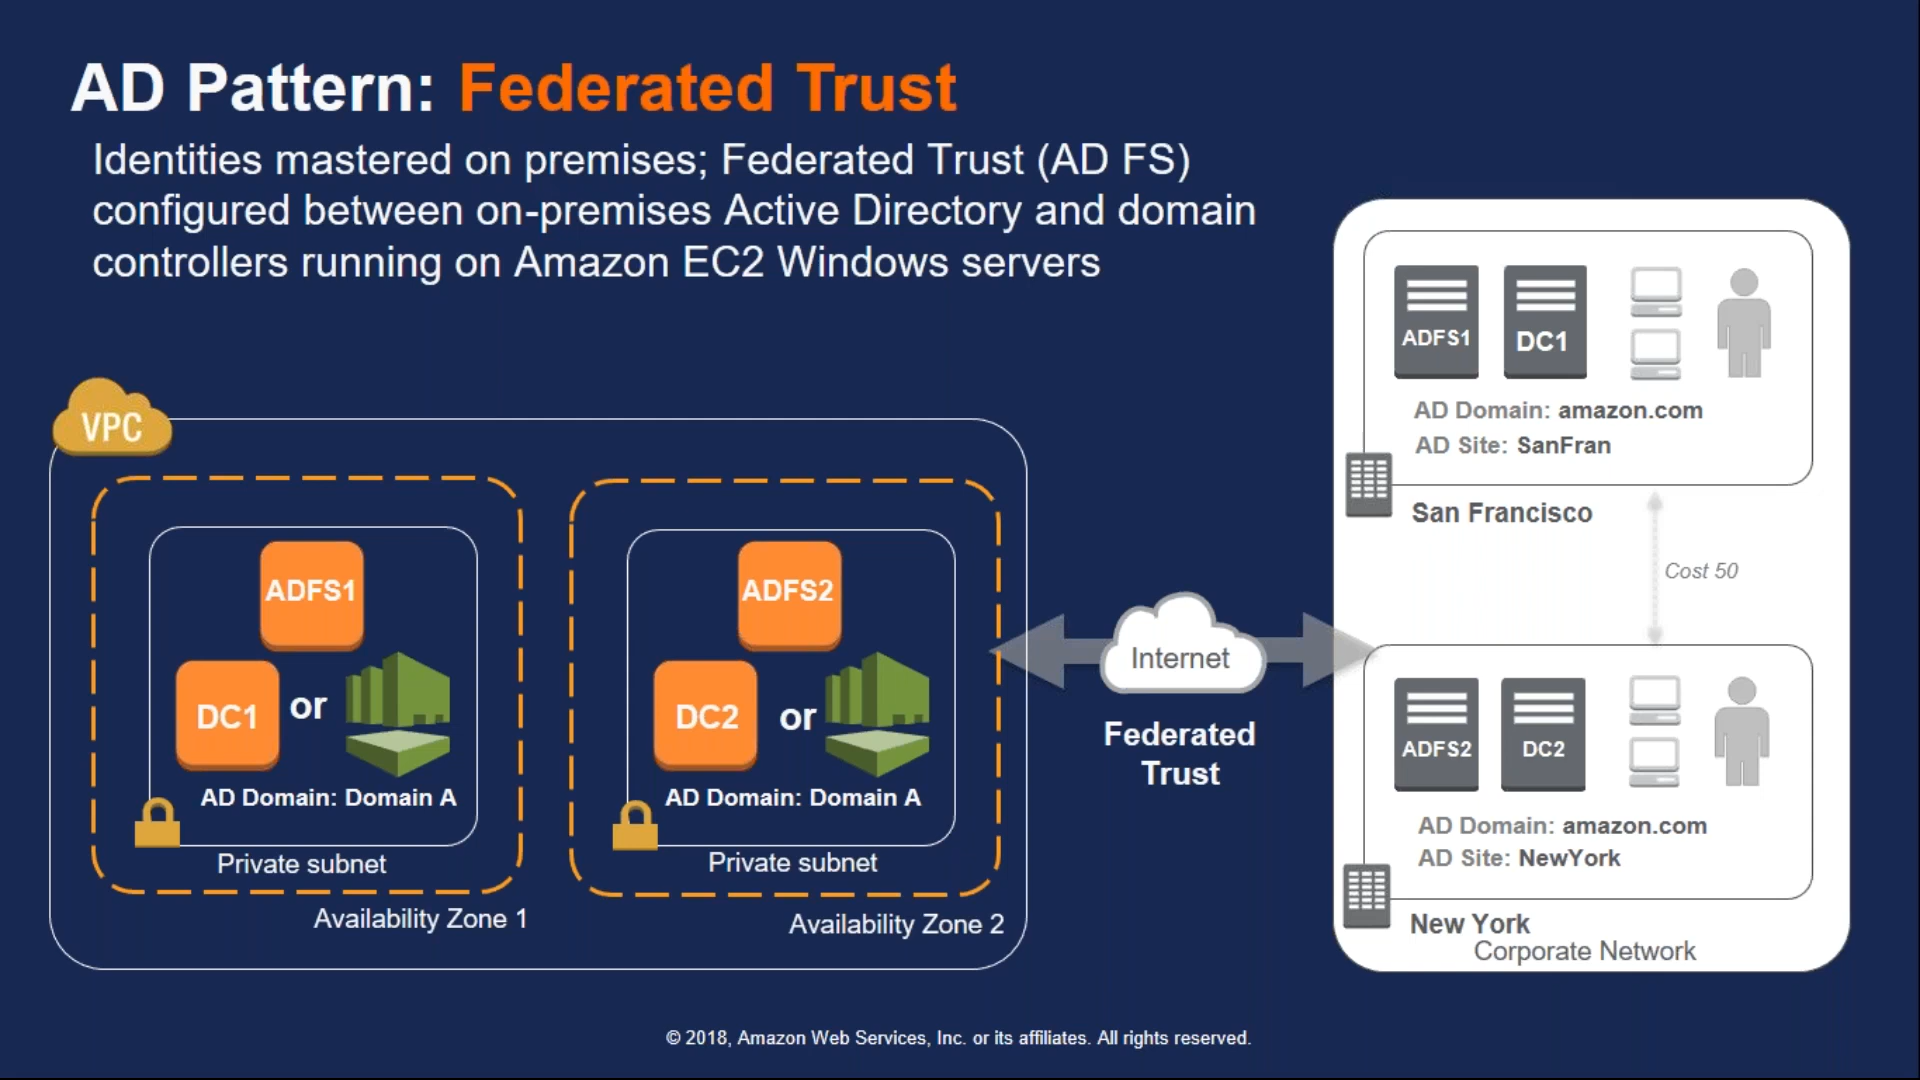 AD Pattern: Federated Trust
Identities mastered on premises; Federated Trust (AD FS)
configured between on-premises Active Directory and domain
controllers running on Amazon EC2 Windows servers
VPC
ADFS1
DC1 or
AD Domain: Domain A
Private subnet
Availability Zone 1
ADFS2
DC2 or
AD Domain: Domain A
Private subnet
Availability Zone 2
Internet
Federated
Trust
ADFS1 DC1
AD Domain: amazon.com
AD Site: SanFran
San Francisco
Cost 50
ADFS2 DC2
AD Domain: amazon.com
AD Site: NewYork
New York
Corporate Network
© 2018, Amazon Web Services, Inc. or its affiliates. All rights reserved.